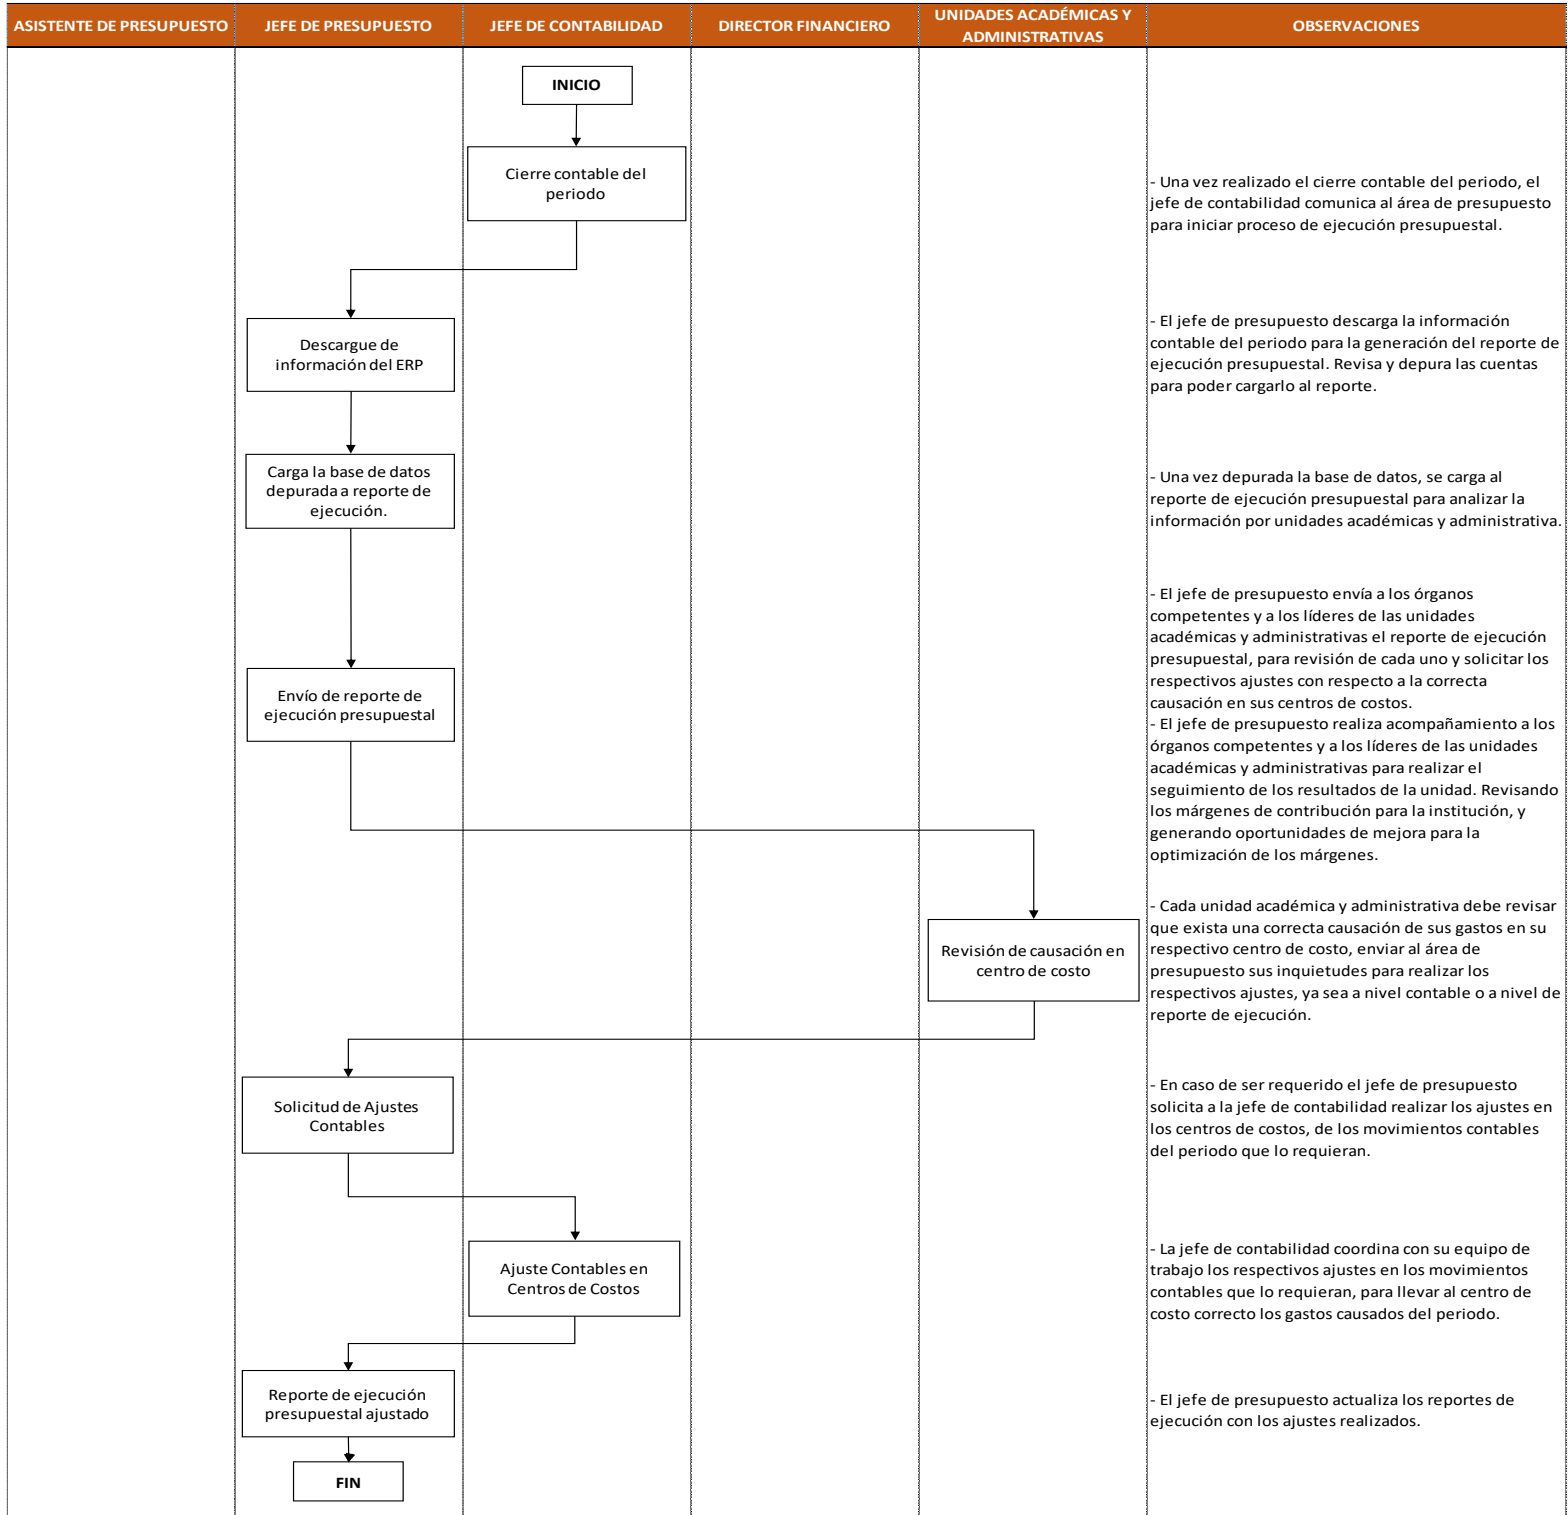 ASISTENTE DE PRESUPUESTO
JEFE DE PRESUPUESTO
JEFE DE CONTABILIDAD
DIRECTOR FINANCIERO
UNIDADES ACADÉMICAS Y
ADMINISTRATIVAS
OBSERVACIONES
INICIO
Cierre contable del
periodo
- Una vez realizado el cierre contable del periodo, el
jefe de contabilidad comunica al área de presupuesto
para iniciar proceso de ejecución presupuestal.
Descargue de
información del ERP
- El jefe de presupuesto descarga la información
contable del periodo para la generación del reporte de
ejecución presupuestal. Revisa y depura las cuentas
para poder cargarlo al reporte.
Carga la base de datos
depurada a reporte de
ejecución.
- Una vez depurada la base de datos, se carga al
reporte de ejecución presupuestal para analizar la
información por unidades académicas y administrativa.
Envío de reporte de
ejecución presupuestal
- El jefe de presupuesto envía a los órganos
competentes y a los líderes de las unidades
académicas y administrativas el reporte de ejecución
presupuestal, para revisión de cada uno y solicitar los
respectivos ajustes con respecto a la correcta
causación en sus centros de costos.
- El jefe de presupuesto realiza acompañamiento a los
órganos competentes y a los líderes de las unidades
académicas y administrativas para realizar el
seguimiento de los resultados de la unidad. Revisando
los márgenes de contribución para la institución, y
generando oportunidades de mejora para la
optimización de los márgenes.
Revisión de causación en
centro de costo
- Cada unidad académica y administrativa debe revisar
que exista una correcta causación de sus gastos en su
respectivo centro de costo, enviar al área de
presupuesto sus inquietudes para realizar los
respectivos ajustes, ya sea a nivel contable o a nivel de
reporte de ejecución.
Solicitud de Ajustes
Contables
- En caso de ser requerido el jefe de presupuesto
solicita a la jefe de contabilidad realizar los ajustes en
los centros de costos, de los movimientos contables
del periodo que lo requieran.
Ajuste Contables en
Centros de Costos
- La jefe de contabilidad coordina con su equipo de
trabajo los respectivos ajustes en los movimientos
contables que lo requieran, para llevar al centro de
costo correcto los gastos causados del periodo.
Reporte de ejecución
presupuestal ajustado
- El jefe de presupuesto actualiza los reportes de
ejecución con los ajustes realizados.
FIN